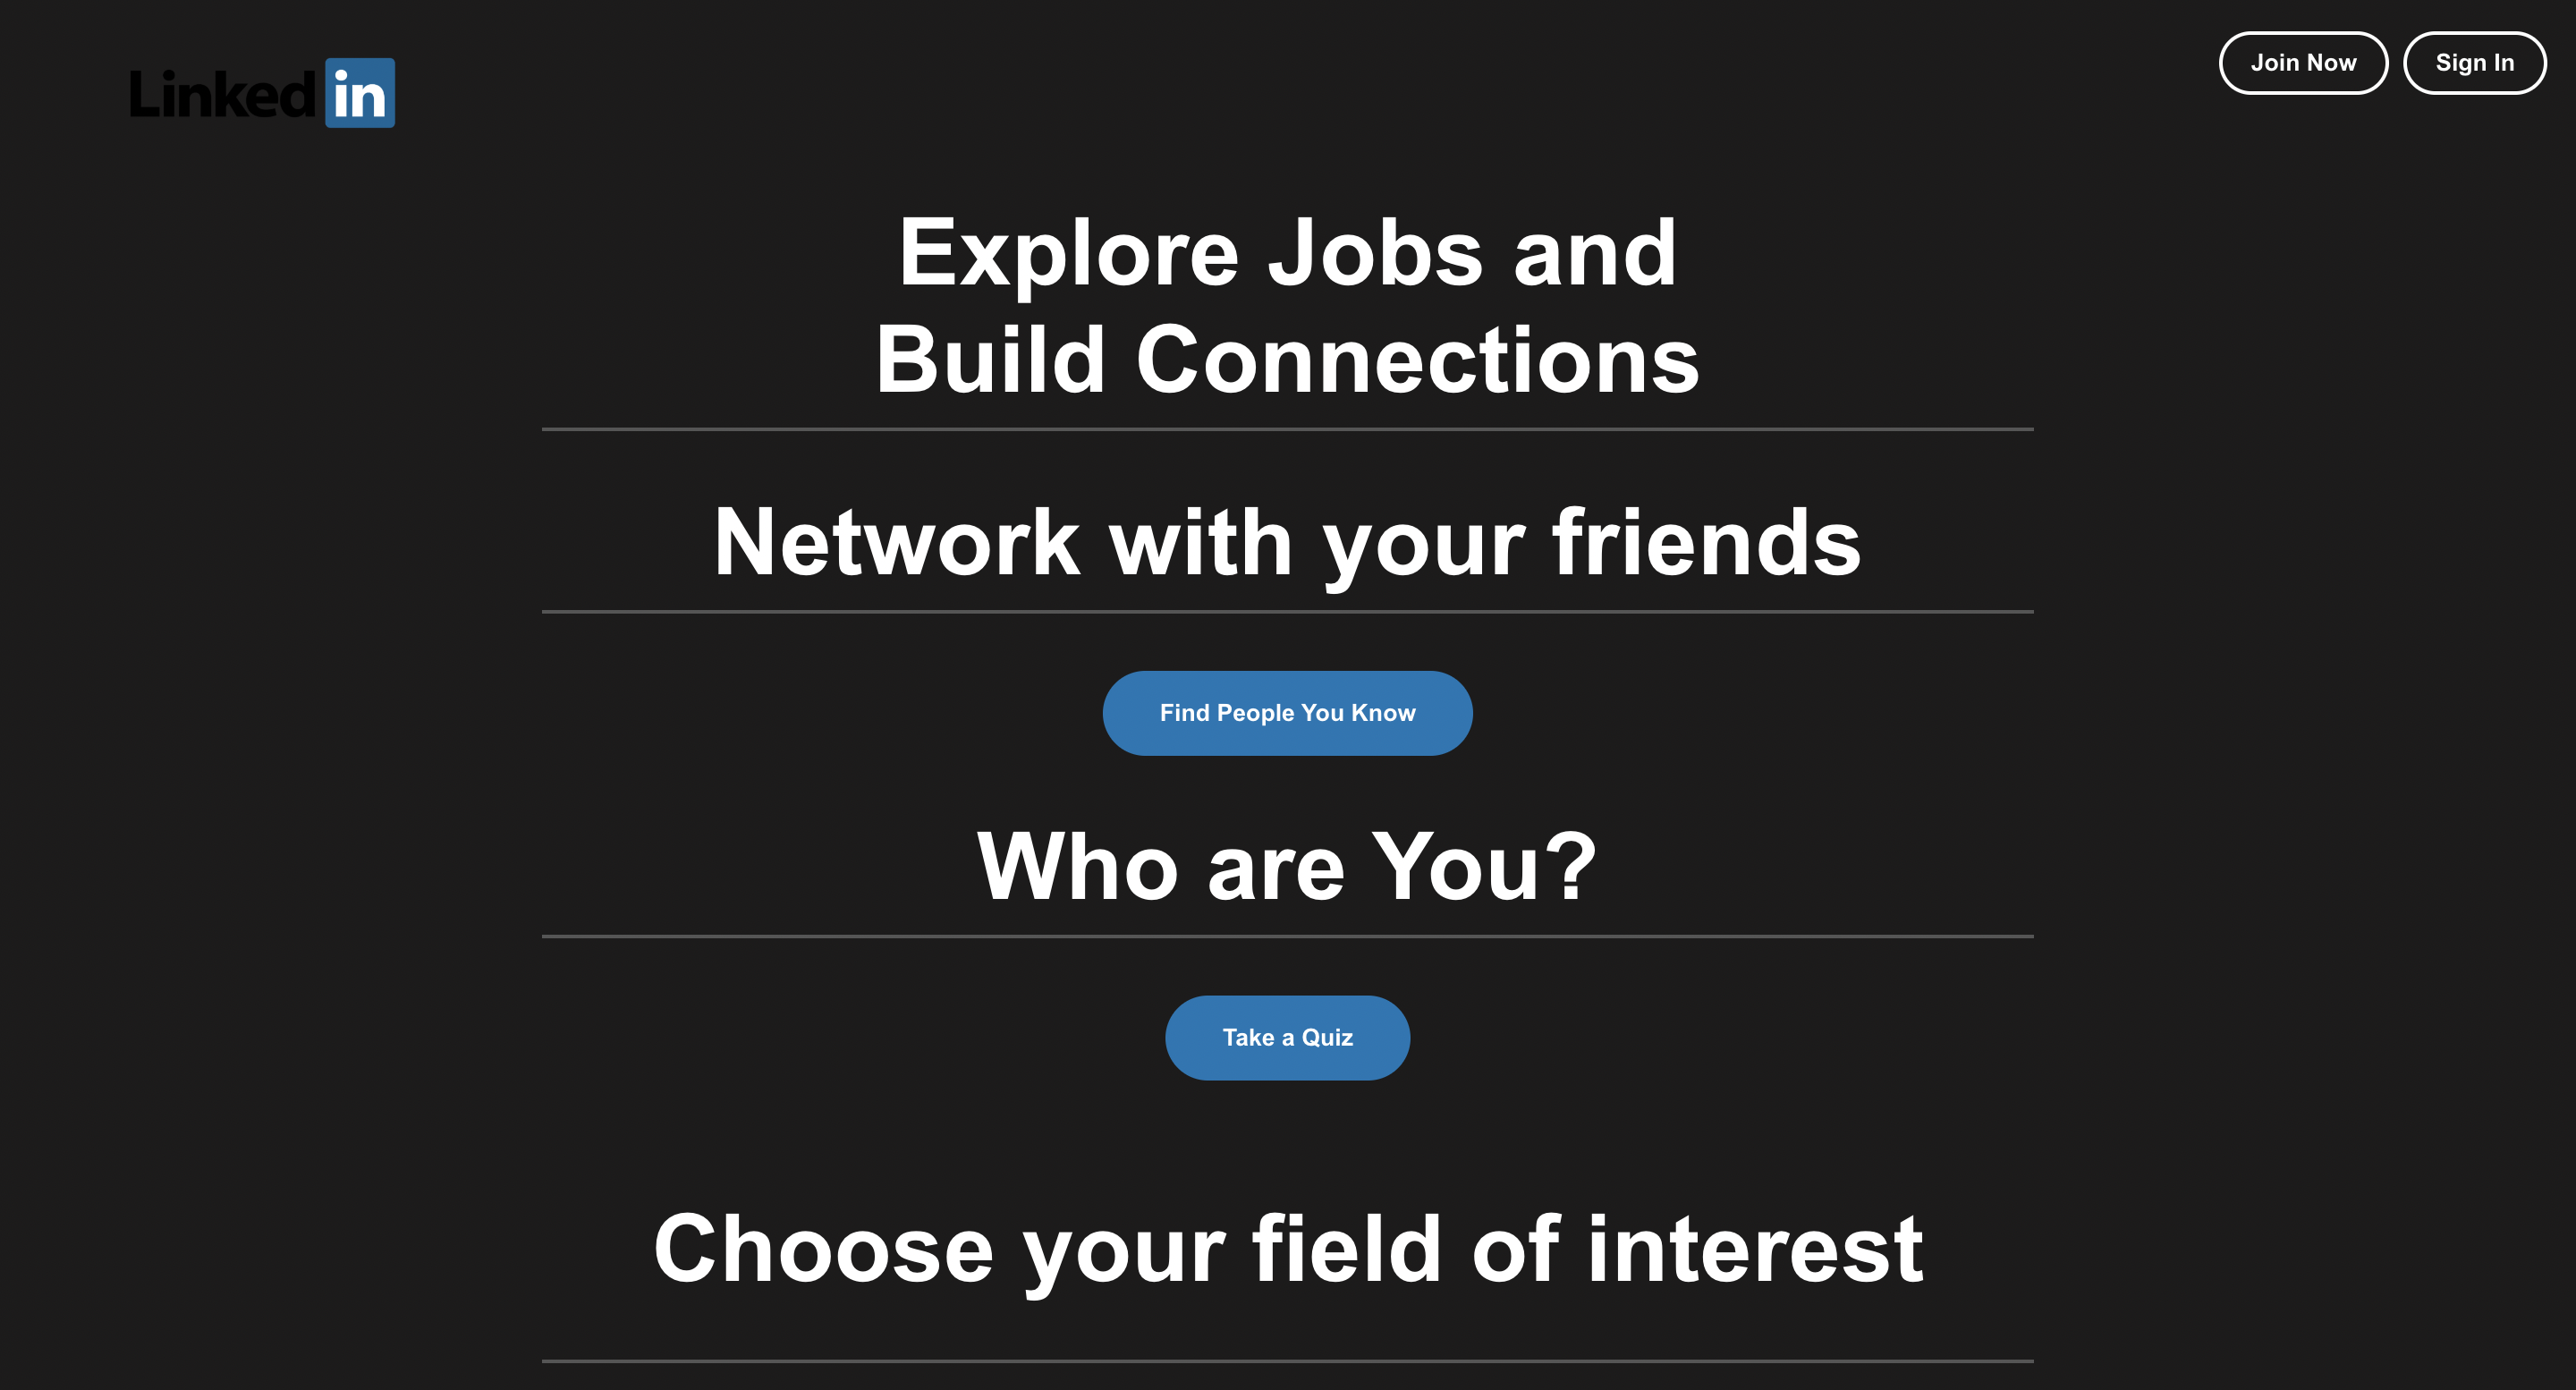 Linked in
Join Now
Sign In
Explore Jobs and
Build Connections
Network with your friends
Find People You Know
Who are You?
Take a Quiz
Choose your field of interest